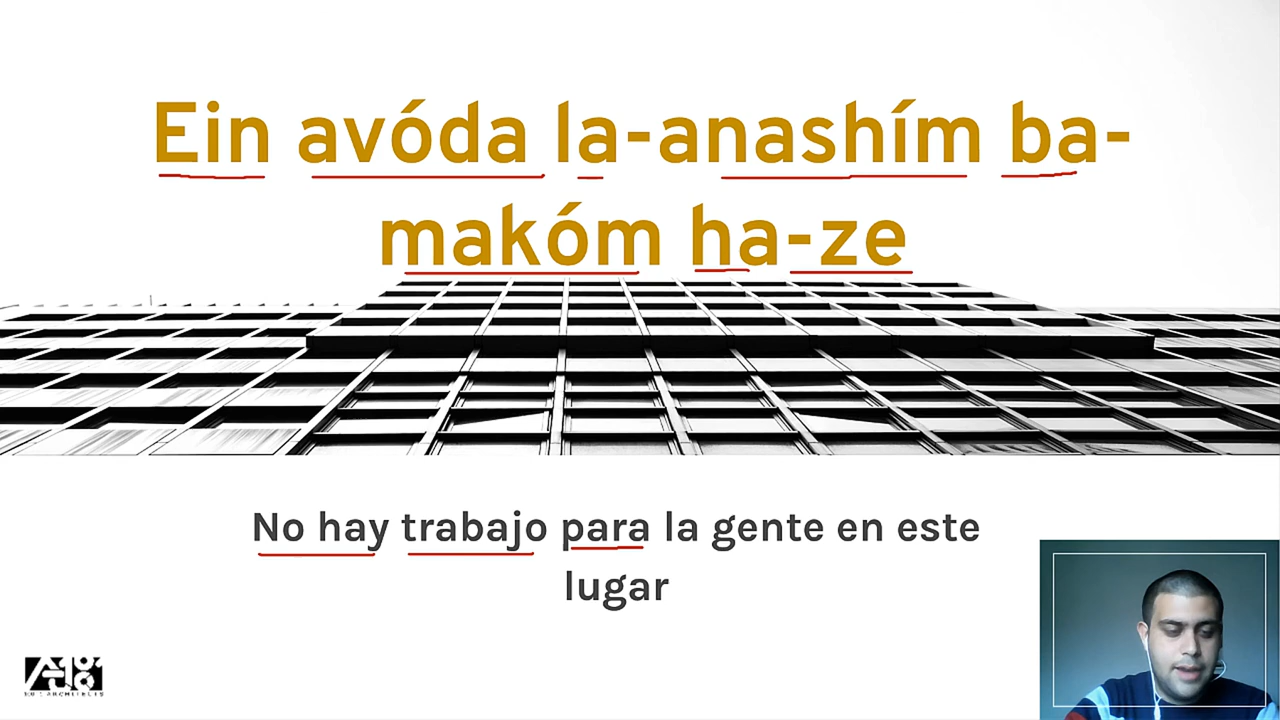 Ein avóda la-anashím ba-
makóm ha-ze
No hay trabajo para la gente en este
lugar